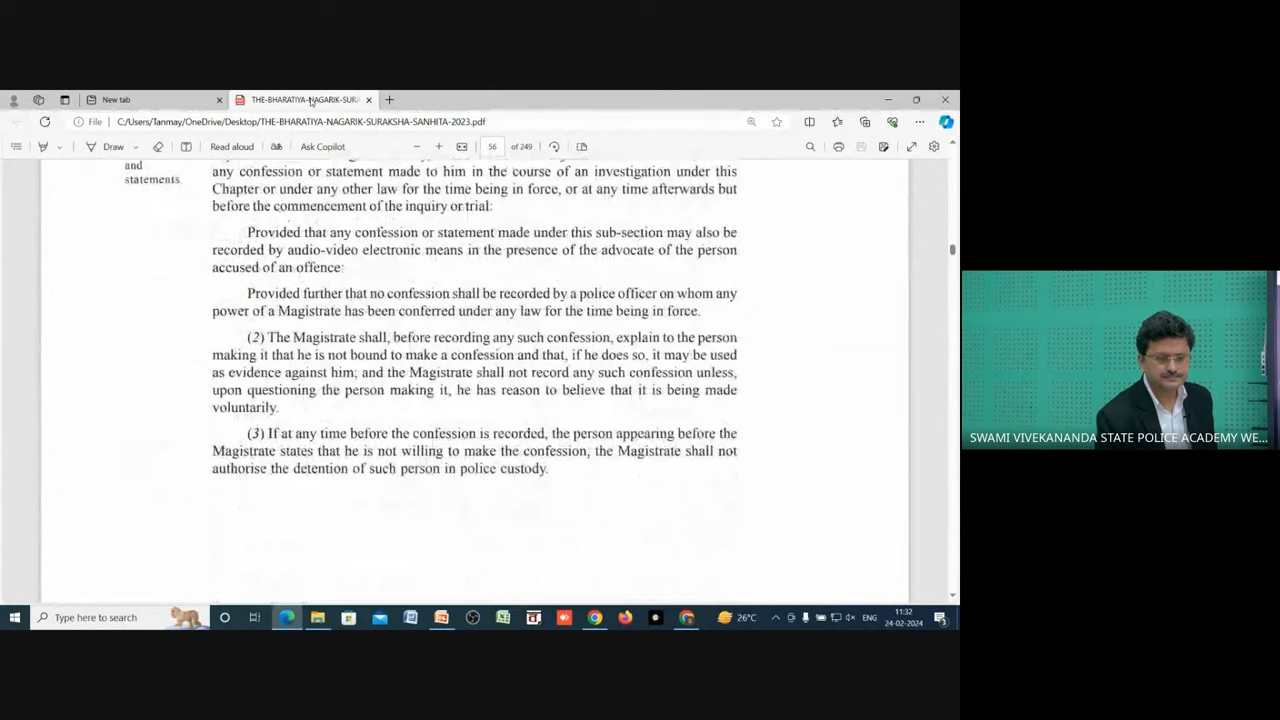 New tab
THE-BHARATIYA-NAGARIK-SURA
File
C:/Users/Tanmay/OneDrive/Desktop/THE-BHARATIYA-NAGARIK-SURAKSHA-SANHITA-2023.pdf
Draw
Read aloud
Ask Copilot
56 of 249
and
statements
any confession or statement made to him in the course of an investigation under this
Chapter or under any other law for the time being in force, or at any time afterwards but
before the commencement of the inquiry or trial:
Provided that any confession or statement made under this sub-section may also be
recorded by audio-video electronic means in the presence of the advocate of the person
accused of an offence:
Provided further that no confession shall be recorded by a police officer on whom any
power of a Magistrate has been conferred under any law for the time being in force.
(2) The Magistrate shall, before recording any such confession, explain to the person
making it that he is not bound to make a confession and that, if he does so, it may be used
as evidence against him; and the Magistrate shall not record any such confession unless,
upon questioning the person making it, he has reason to believe that it is being made
voluntarily.
(3) If at any time before the confession is recorded, the person appearing before the
Magistrate states that he is not willing to make the confession, the Magistrate shall not
authorise the detention of such person in police custody.
SWAMI VIVEKANANDA STATE POLICE ACADEMY WE...
Type here to search
26°C
ENG
11:32
24-02-2024
3